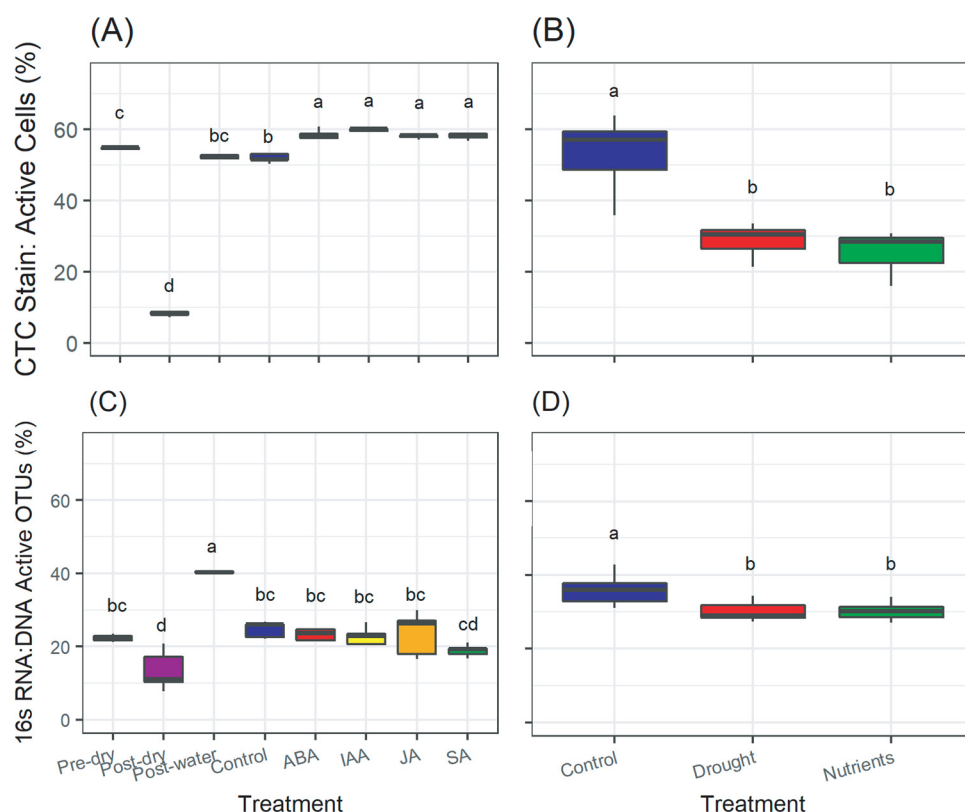 (A)
(B)
CTC Stain: Active Cells (%)
60
40
20
0
c
d
bc
b
a
a
a
a
a
b
b
(C)
(D)
16s RNA:DNA Active OTUs (%)
60
40
20
0
bc
d
a
bc
bc
bc
bc
cd
a
b
b
Pre-dry
Post-dry
Post-water
Control
ABA
IAA
JA
SA
Control
Drought
Nutrients
Treatment
Treatment